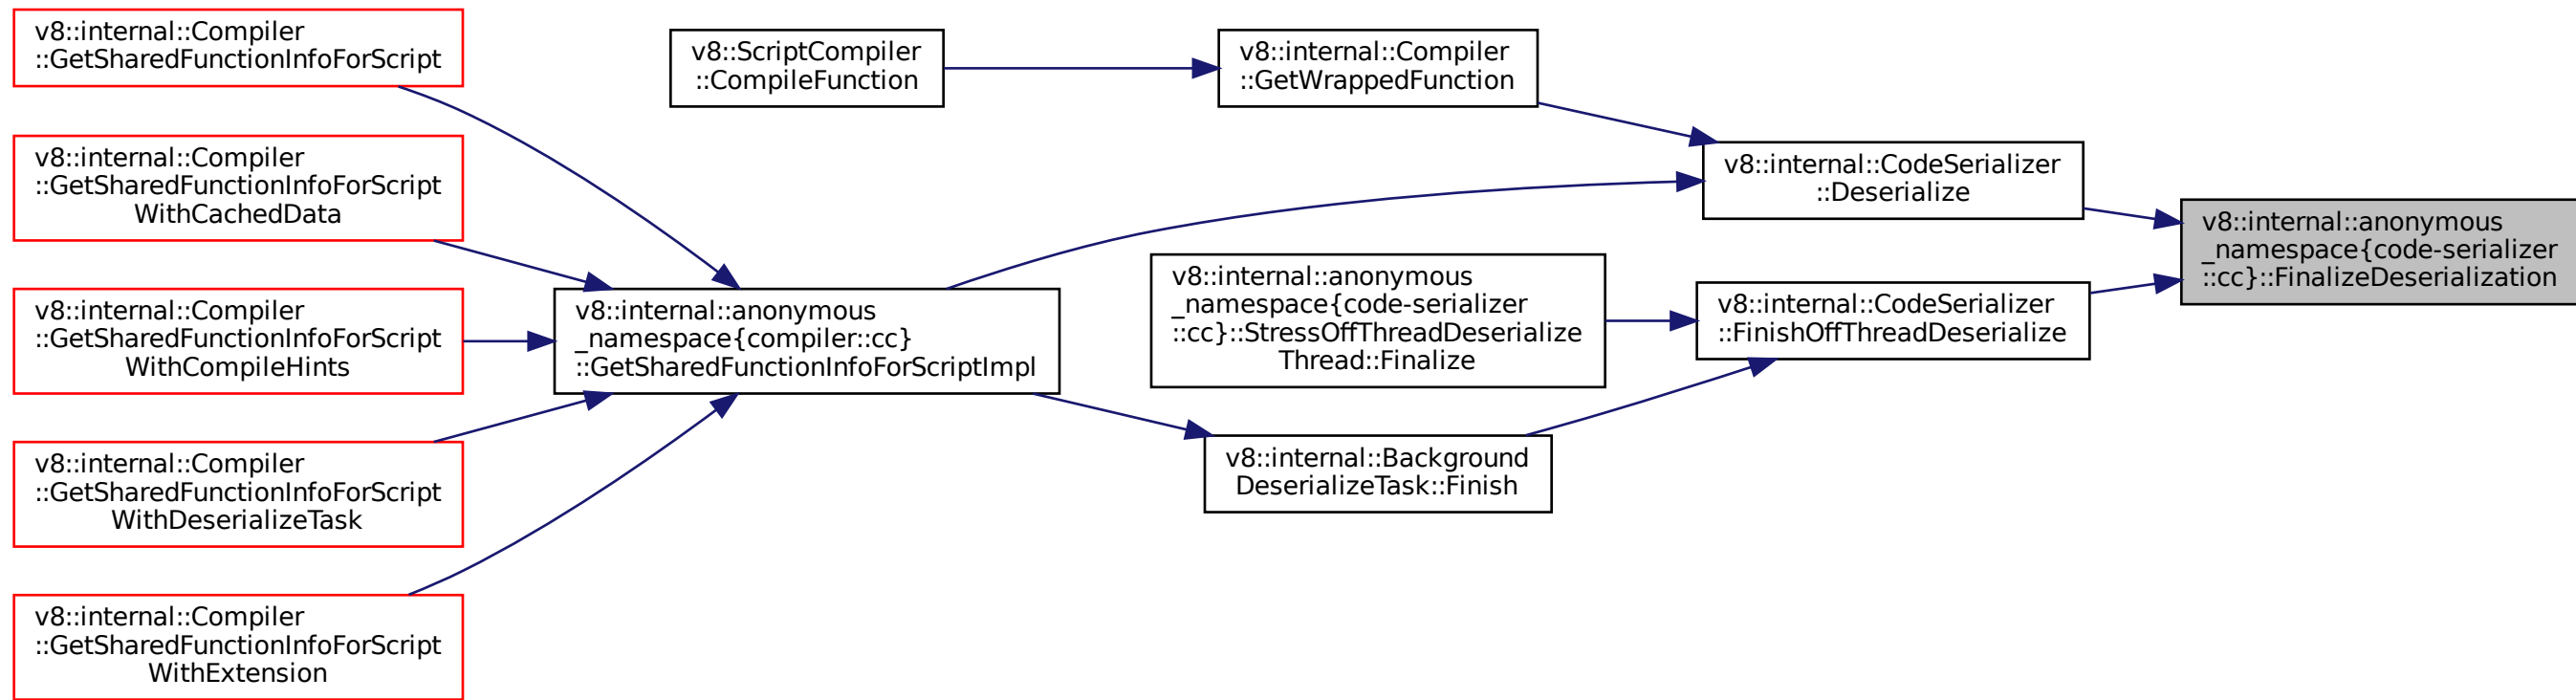 v8::internal::Compiler
::GetSharedFunctionInfoForScript
v8::internal::Compiler
::GetSharedFunctionInfoForScript
WithCachedData
v8::internal::Compiler
::GetSharedFunctionInfoForScript
WithCompileHints
v8::internal::Compiler
::GetSharedFunctionInfoForScript
WithDeserializeTask
v8::internal::Compiler
::GetSharedFunctionInfoForScript
WithExtension
v8::internal::anonymous
_namespace{compiler::cc}
::GetSharedFunctionInfoForScriptImpl
v8::ScriptCompiler
::CompileFunction
v8::internal::Compiler
::GetWrappedFunction
v8::internal::anonymous
_namespace{code-serializer
::cc}::StressOffThreadDeserialize
Thread::Finalize
v8::internal::Background
DeserializeTask::Finish
v8::internal::CodeSerializer
::Deserialize
v8::internal::CodeSerializer
::FinishOffThreadDeserialize
v8::internal::anonymous
_namespace{code-serializer
::cc}::FinalizeDeserialization